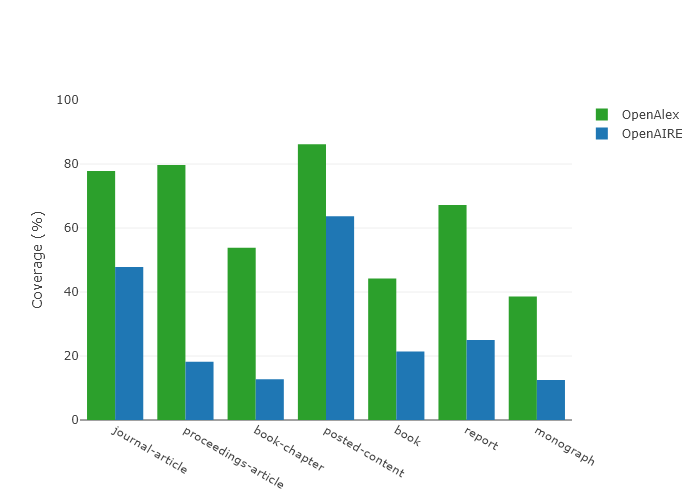 100
80
60
40
20
0
Coverage (%)
journal-article
proceedings-article
book-chapter
posted-content
book
report
monograph
OpenAlex
OpenAIRE